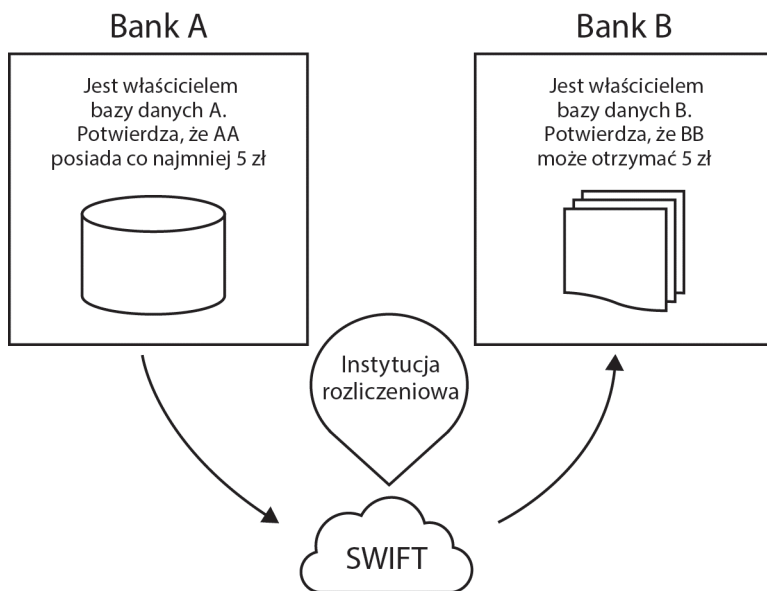 Bank A
Jest właścicielem
bazy danych A.
Potwierdza, że AA
posiada co najmniej 5 zł
Bank B
Jest właścicielem
bazy danych B.
Potwierdza, że BB
może otrzymać 5 zł
Instytucja
rozliczeniowa
SWIFT